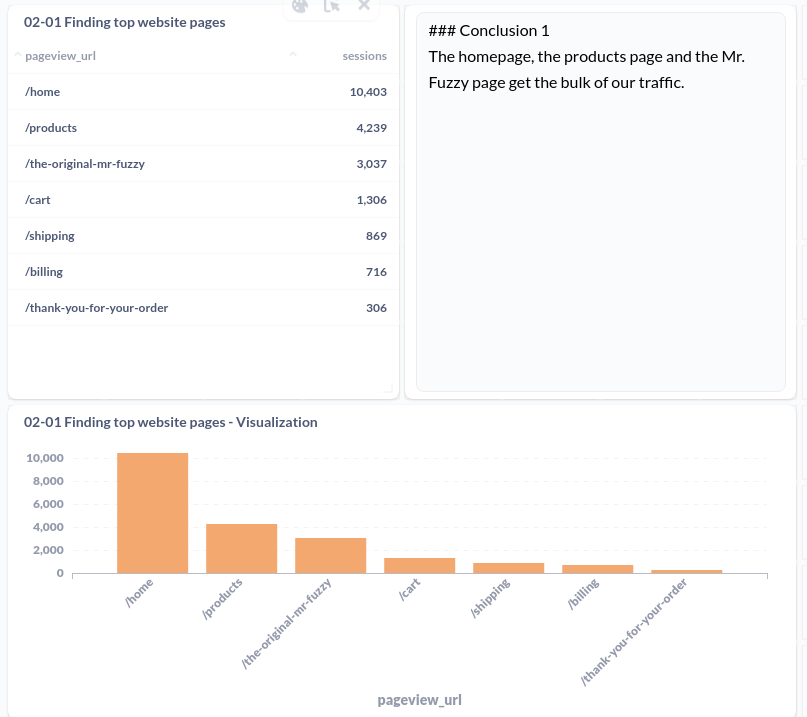 02-01 Finding top website pages
pageview_url sessions
/home 10,403
/products 4,239
/the-original-mr-fuzzy 3,037
/cart 1,306
/shipping 869
/billing 716
/thank-you-for-your-order 306
### Conclusion 1
The homepage, the products page and the Mr.
Fuzzy page get the bulk of our traffic.
02-01 Finding top website pages - Visualization
10,000
8,000
6,000
4,000
2,000
0
/home
/products
/the-original-mr-fuzzy
/cart
/shipping
/billing
/thank-you-for-your-order
pageview_url